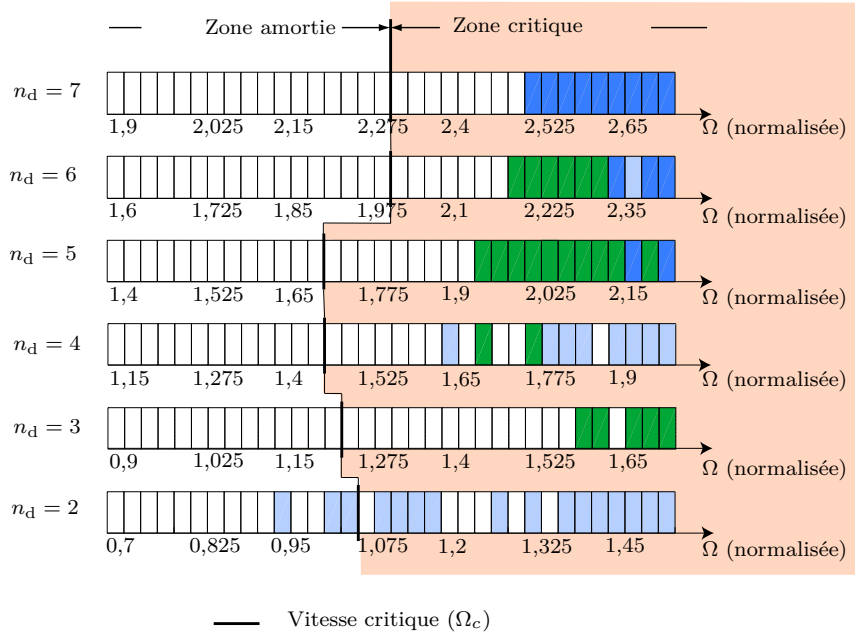 Zone amortie Zone critique
n_d = 7
1,9 2,025 2,15 2,275 2,4 2,525 2,65 Ω (normalisée)
n_d = 6
1,6 1,725 1,85 1,975 2,1 2,225 2,35 Ω (normalisée)
n_d = 5
1,4 1,525 1,65 1,775 1,9 2,025 2,15 Ω (normalisée)
n_d = 4
1,15 1,275 1,4 1,525 1,65 1,775 1,9 Ω (normalisée)
n_d = 3
0,9 1,025 1,15 1,275 1,4 1,525 1,65 Ω (normalisée)
n_d = 2
0,7 0,825 0,95 1,075 1,2 1,325 1,45 Ω (normalisée)
Vitesse critique (Ω_c)